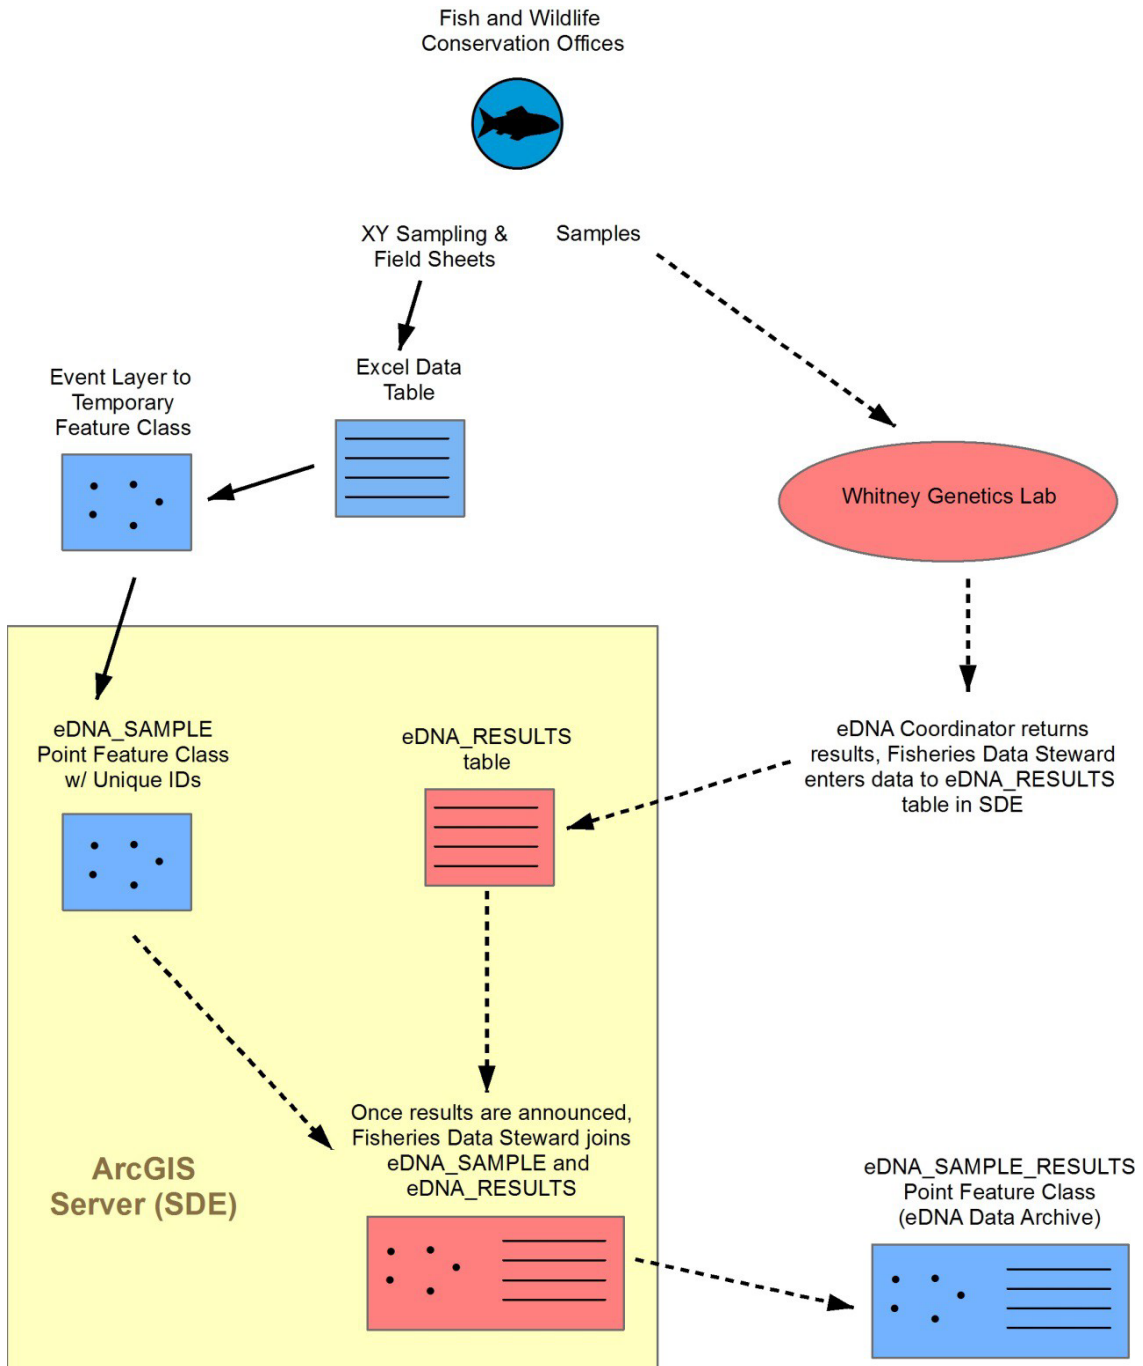 Fish and Wildlife
Conservation Offices
XY Sampling &
Field Sheets
Samples
Excel Data
Table
Event Layer to
Temporary
Feature Class
Whitney Genetics Lab
eDNA_SAMPLE
Point Feature Class
w/ Unique IDs
eDNA_RESULTS
table
eDNA Coordinator returns
results, Fisheries Data Steward
enters data to eDNA_RESULTS
table in SDE
Once results are announced,
Fisheries Data Steward joins
eDNA_SAMPLE and
eDNA_RESULTS
ArcGIS
Server (SDE)
eDNA_SAMPLE_RESULTS
Point Feature Class
(eDNA Data Archive)